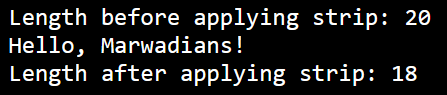 Length before applying strip: 20
Hello, Marwadians!
Length after applying strip: 18